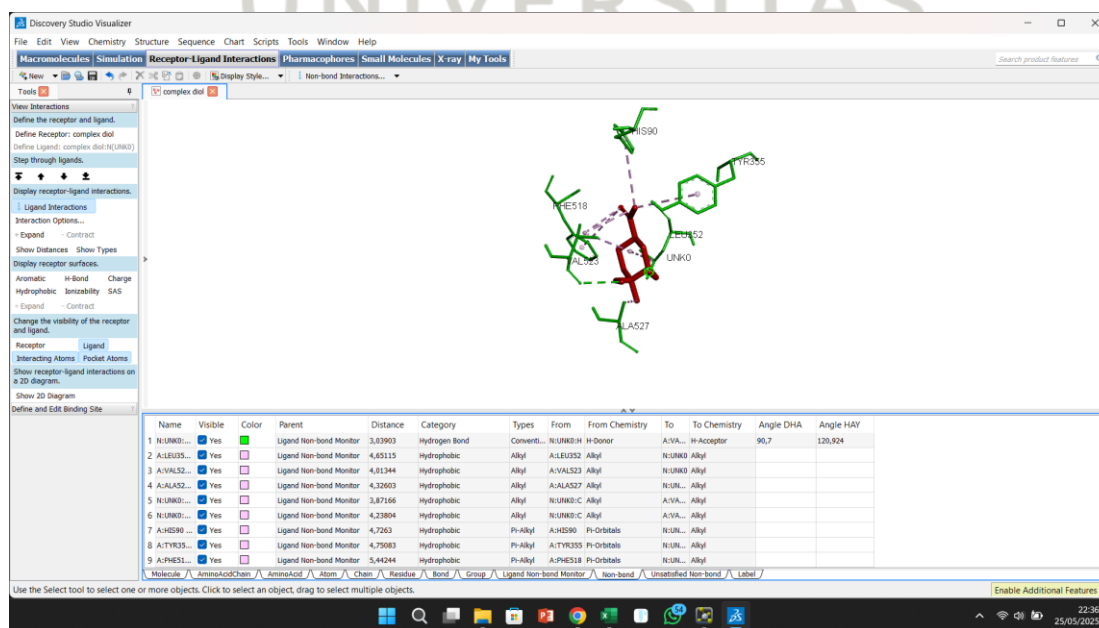 UNIVERSITAS
Discovery Studio Visualizer
File Edit View Chemistry Structure Sequence Chart Scripts Tools Window Help
Macromolecules Simulation Receptor-Ligand Interactions Pharmacophores Small Molecules X-ray My Tools
Search product features
New Display Style... Non-bond Interactions...
Tools
complex diol
View Interactions
Define the receptor and ligand.
Define Receptor: complex diol
Define Ligand: complex diol:N(UNK0)
Step through ligands.
Display receptor-ligand interactions.
Ligand Interactions
Interaction Options...
+ Expand - Contract
Show Distances Show Types
Display receptor surfaces.
Aromatic H-Bond Charge
Hydrophobic Ionizability SAS
+ Expand - Contract
Change the visibility of the receptor
and ligand.
Receptor Ligand
Interacting Atoms Pocket Atoms
Show receptor-ligand interactions on
a 2D diagram.
Show 2D Diagram
Define and Edit Binding Site
HIS90
TYR355
PHE518
LEU352
AL523
UNK0
ALA527
Name Visible Color Parent Distance Category Types From From Chemistry To To Chemistry Angle DHA Angle HAY
1 N:UNK0:... Yes Ligand Non-bond Monitor 3,03903 Hydrogen Bond Conventi... N:UNK0:H H-Donor A:VA... H-Acceptor 90,7 120,924
2 A:LEU35... Yes Ligand Non-bond Monitor 4,65115 Hydrophobic Alkyl A:LEU352 Alkyl N:UNK0 Alkyl
3 A:VAL52... Yes Ligand Non-bond Monitor 4,01344 Hydrophobic Alkyl A:VAL523 Alkyl N:UNK0 Alkyl
4 A:ALA52... Yes Ligand Non-bond Monitor 4,32603 Hydrophobic Alkyl A:ALA527 Alkyl N:UN... Alkyl
5 N:UNK0:... Yes Ligand Non-bond Monitor 3,87166 Hydrophobic Alkyl N:UNK0:C Alkyl A:VA... Alkyl
6 N:UNK0:... Yes Ligand Non-bond Monitor 4,23804 Hydrophobic Alkyl N:UNK0:C Alkyl A:VA... Alkyl
7 A:HIS90 ... Yes Ligand Non-bond Monitor 4,7263 Hydrophobic Pi-Alkyl A:HIS90 Pi-Orbitals N:UN... Alkyl
8 A:TYR35... Yes Ligand Non-bond Monitor 4,75083 Hydrophobic Pi-Alkyl A:TYR355 Pi-Orbitals N:UN... Alkyl
9 A:PHE51... Yes Ligand Non-bond Monitor 5,44244 Hydrophobic Pi-Alkyl A:PHE518 Pi-Orbitals N:UN... Alkyl
Molecule AminoAcidChain AminoAcid Atom Chain Residue Bond Group Ligand Non-bond Monitor Non-bond Unsatisfied Non-bond Label
Use the Select tool to select one or more objects. Click to select an object, drag to select multiple objects.
Enable Additional Features
54
22:36
25/05/2025